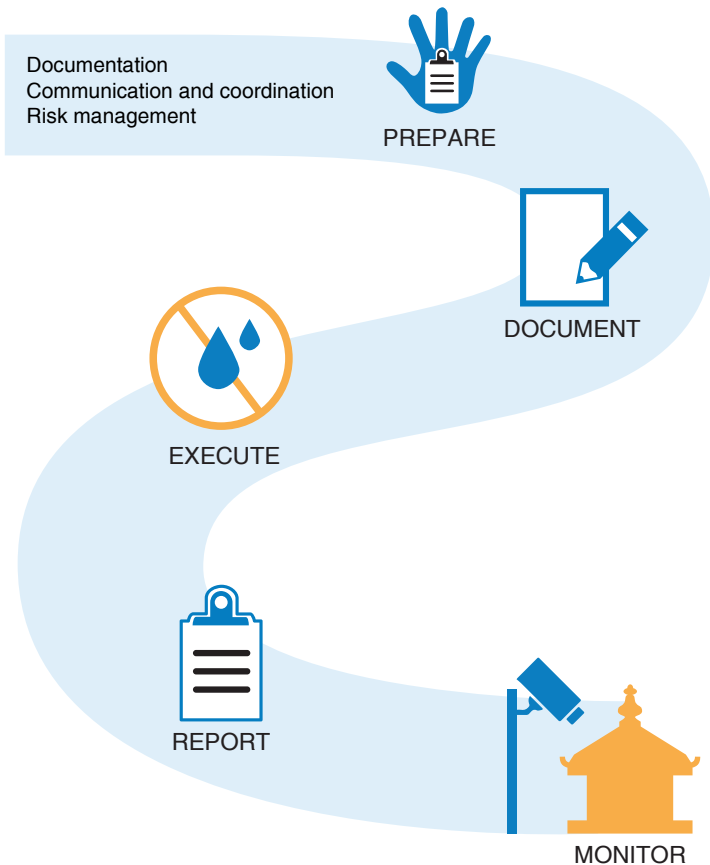 Documentation
Communication and coordination
Risk management
PREPARE
DOCUMENT
EXECUTE
REPORT
MONITOR